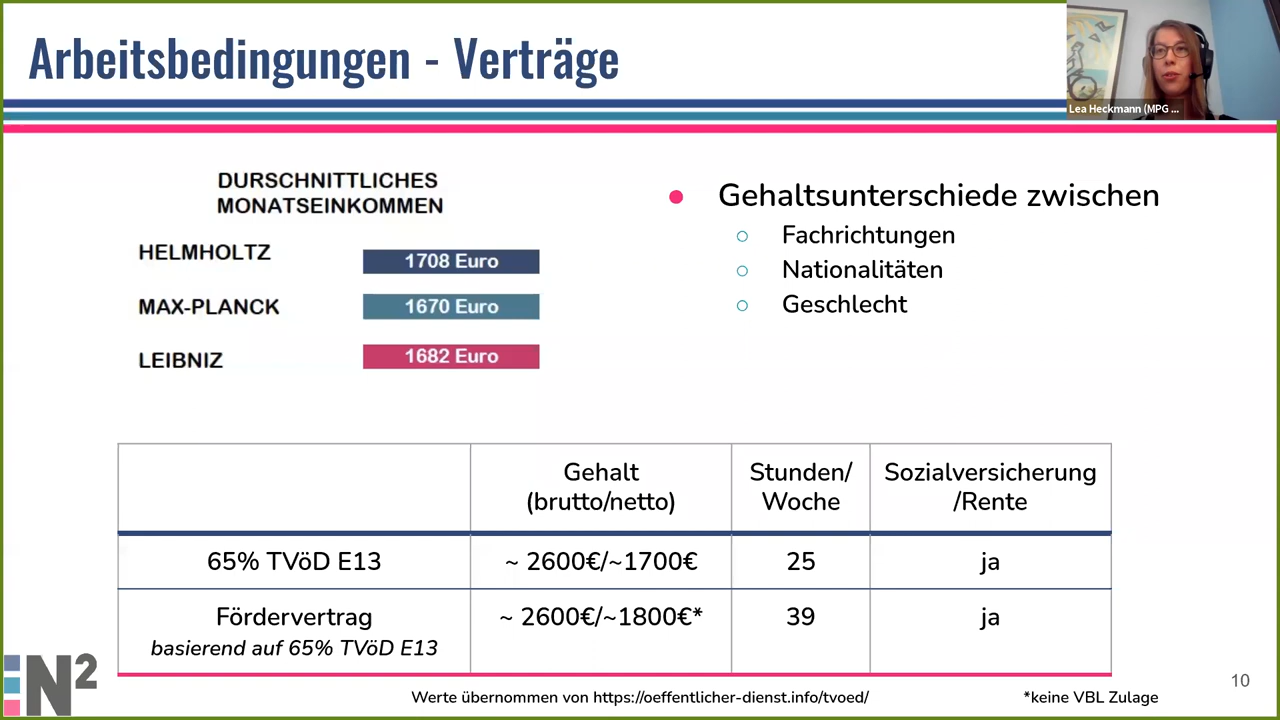 Arbeitsbedingungen - Verträge
Lea Heckmann (MPG ...
DURSCHNITTLICHES
MONATSEINKOMMEN
HELMHOLTZ 1708 Euro
MAX-PLANCK 1670 Euro
LEIBNIZ 1682 Euro
● Gehaltsunterschiede zwischen
○ Fachrichtungen
○ Nationalitäten
○ Geschlecht
Gehalt (brutto/netto) Stunden/ Woche Sozialversicherung /Rente
65% TVöD E13 ~ 2600€/~1700€ 25 ja
Fördervertrag ~ 2600€/~1800€* 39 ja
basierend auf 65% TVöD E13
N²
Werte übernommen von https://oeffentlicher-dienst.info/tvoed/
*keine VBL Zulage
10